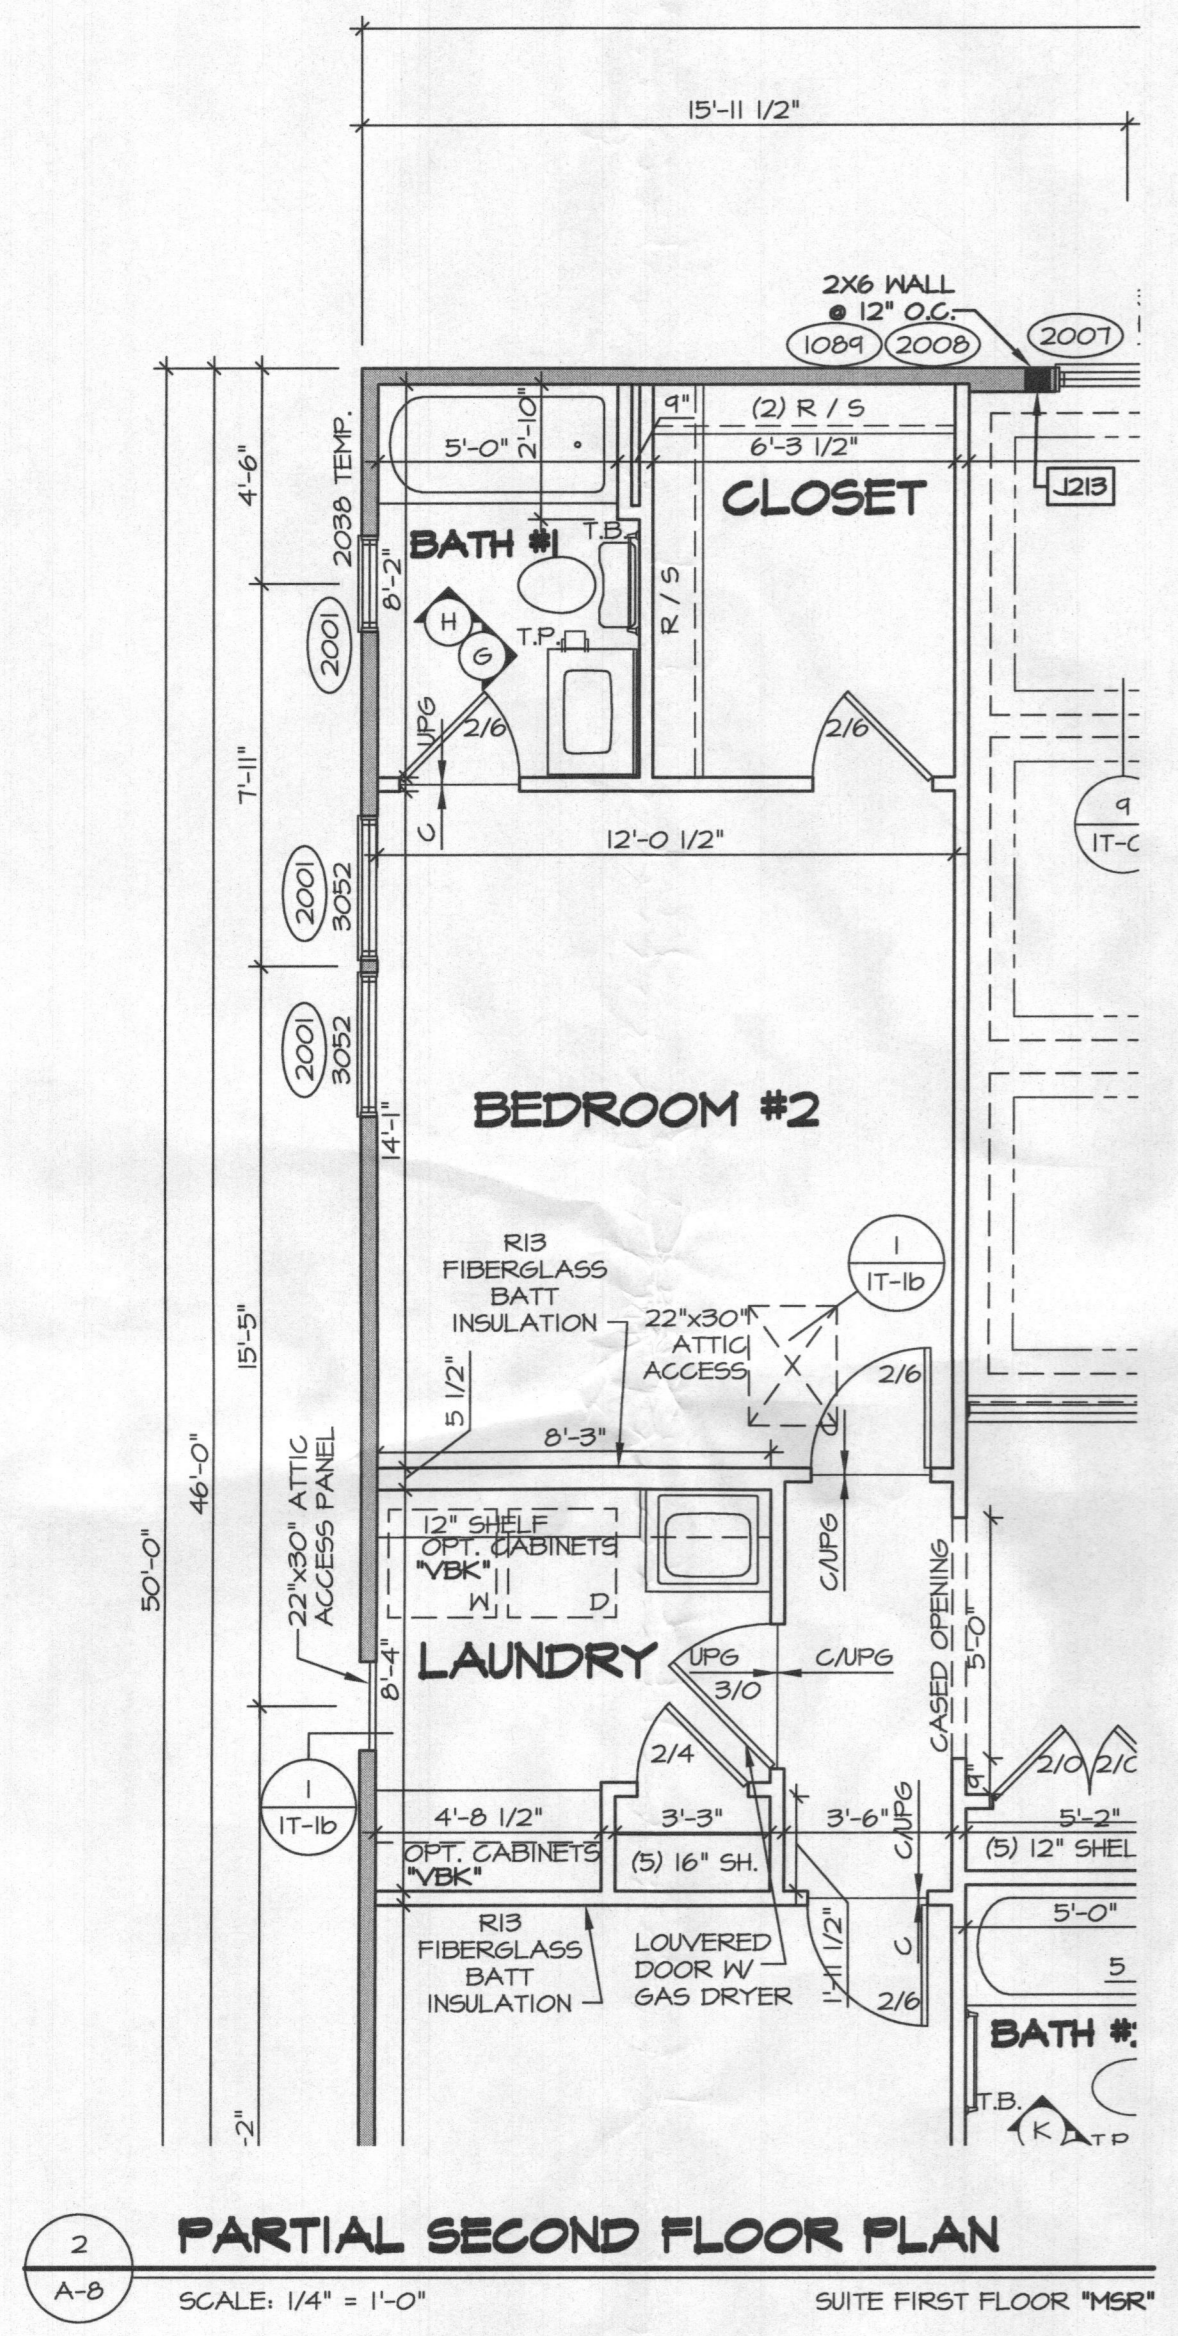 15'-11 1/2"
2X6 WALL
@ 12" O.C.
1089
2008
2007
9"
(2) R / S
5'-0"
2'-10"
6'-3 1/2"
4'-6"
2038 TEMP.
CLOSET
J213
BATH #1
T.B.
8'-2"
R / S
2001
H
G
T.P.
UPG
2/6
2/6
7'-11"
C
9
12'-0 1/2"
2001
3052
2001
3052
BEDROOM #2
14'-1"
R13
FIBERGLASS
BATT
INSULATION
1
1T-1b
22"x30"
ATTIC
ACCESS
X
15'-5"
5 1/2"
2/6
C
8'-3"
46'-0"
50'-0"
22"x30" ATTIC
ACCESS PANEL
12" SHELF
OPT. CABINETS
"VBK"
W
D
C/UPG
CASED OPENING
5'-0"
LAUNDRY
8'-4"
UPG
C/UPG
3/0
2/4
2/0
9"
1
1T-1b
4'-8 1/2"
3'-3"
3'-6"
C/UPG
5'-2"
OPT. CABINETS
"VBK"
(5) 16" SH.
(5) 12" SHEL
R13
FIBERGLASS
BATT
INSULATION
LOUVERED
DOOR W/
GAS DRYER
1'-11 1/2"
C
2/6
5'-0"
5
BATH #
T.B.
K
-2"
2
A-8
PARTIAL SECOND FLOOR PLAN
SCALE: 1/4" = 1'-0"
SUITE FIRST FLOOR "MSR"